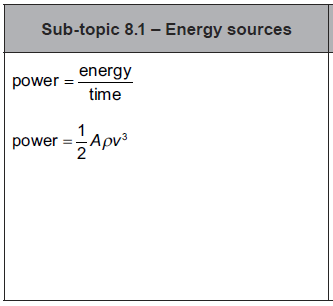 Sub-topic 8.1 – Energy sources
power = energy / time
power = 1/2 Aρv³